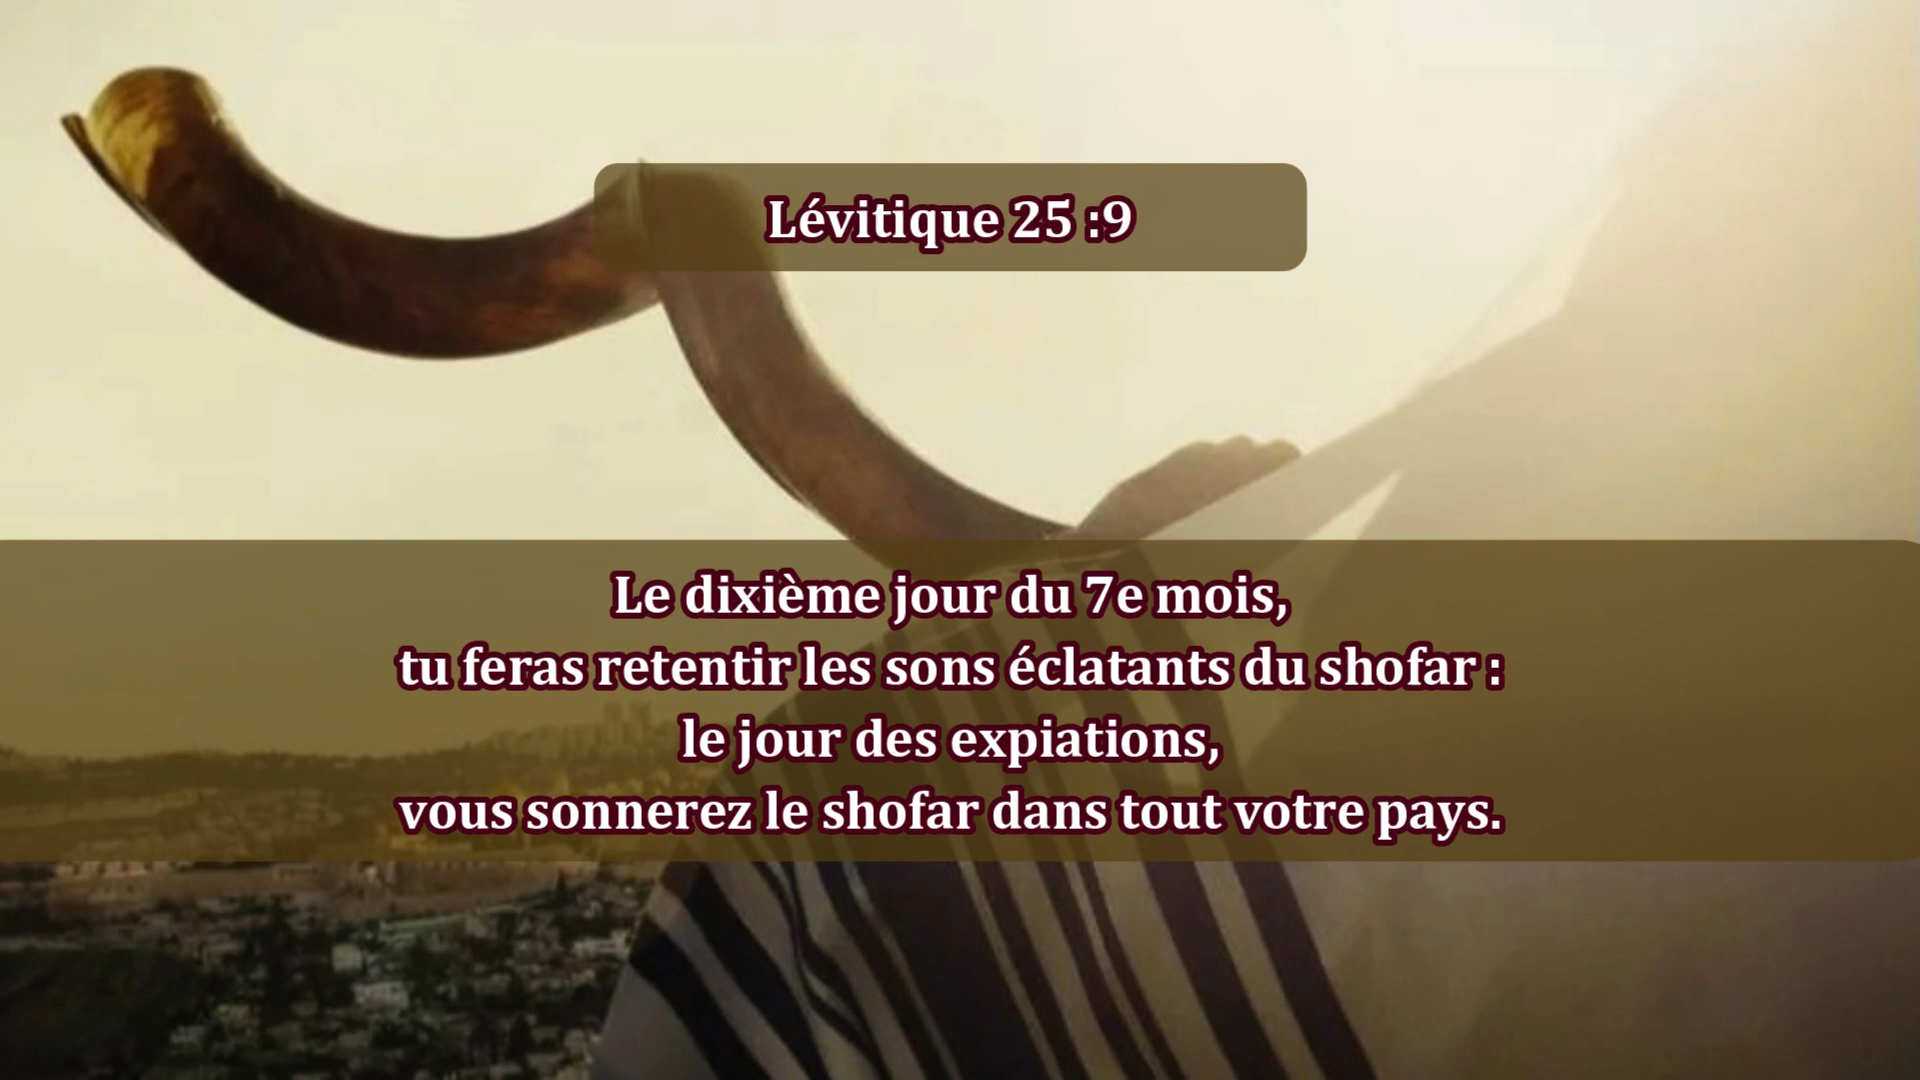 Lévitique 25 :9
Le dixième jour du 7e mois,
tu feras retentir les sons éclatants du shofar :
le jour des expiations,
vous sonnerez le shofar dans tout votre pays.